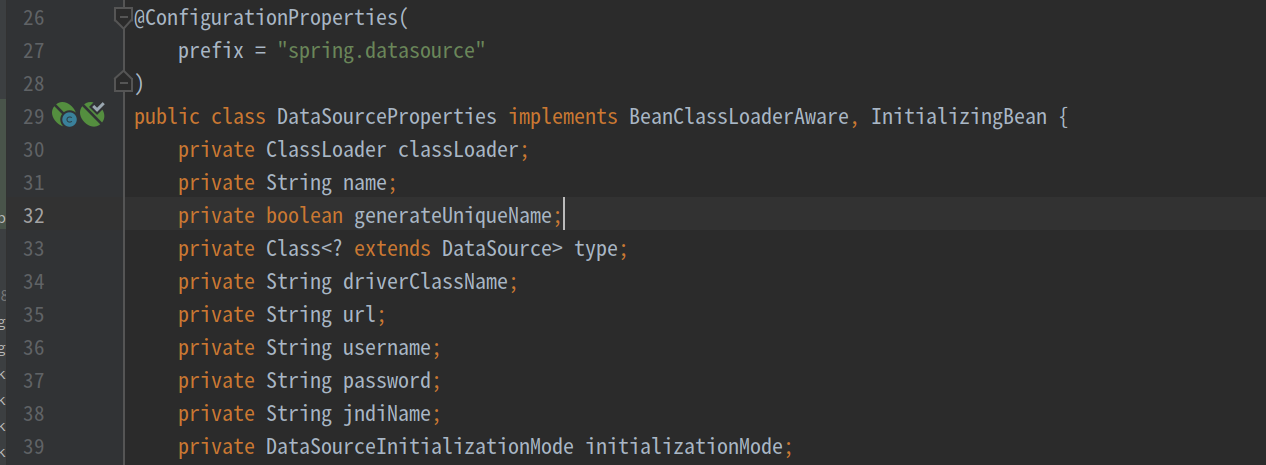 26 @ConfigurationProperties(
27 prefix = "spring.datasource"
28 )
29 public class DataSourceProperties implements BeanClassLoaderAware, InitializingBean {
30 private ClassLoader classLoader;
31 private String name;
32 private boolean generateUniqueName;
33 private Class<? extends DataSource> type;
34 private String driverClassName;
35 private String url;
36 private String username;
37 private String password;
38 private String jndiName;
39 private DataSourceInitializationMode initializationMode;